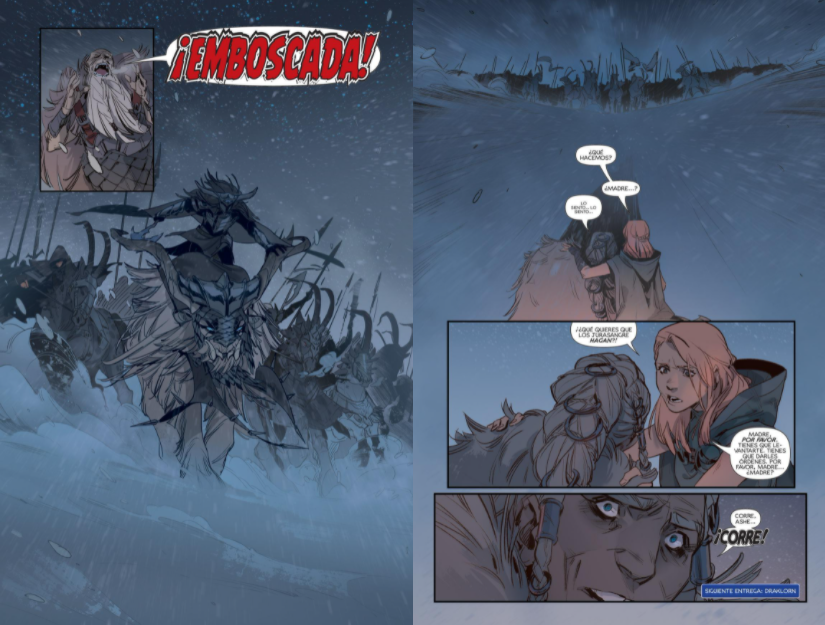 ¡EMBOSCADA!
¿QUÉ
HACEMOS?
¿MADRE...?
LO
SIENTO... LO
SIENTO...
¿¡QUÉ QUIERES QUE
LOS JURASANGRE
HAGAN?!
MADRE,
POR FAVOR,
TIENES QUE LE-
VANTARTE. TIENES
QUE DARLES
ÓRDENES. POR
FAVOR, MADRE...
¿MADRE?
CORRE,
ASHE...
¡CORRE!
SIGUIENTE ENTREGA: DRAKLORN